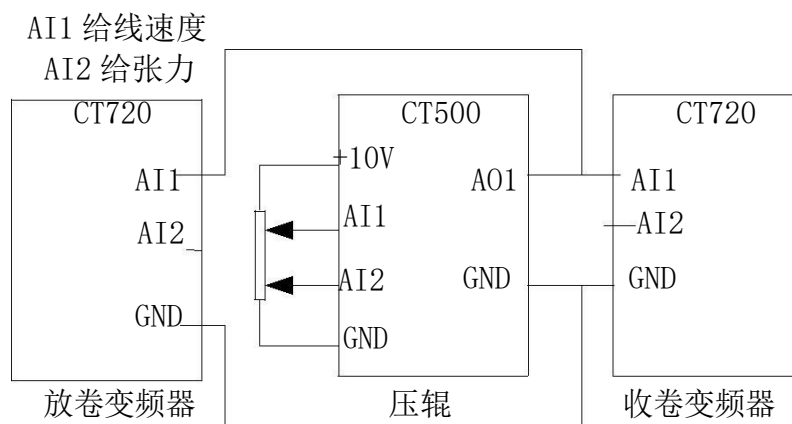 AI1 给线速度
AI2 给张力
CT720
AI1
AI2
GND
放卷变频器
CT500
+10V
AI1
AI2
GND
AO1
GND
压辊
CT720
AI1
AI2
GND
收卷变频器